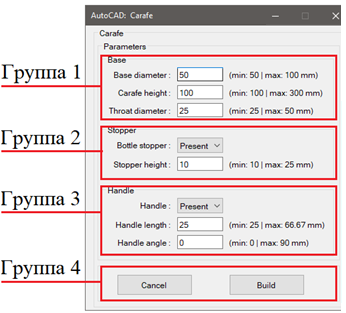 AutoCAD: Carafe
Carafe
Parameters
Группа 1
Base
Base diameter : 50 (min: 50 | max: 100 mm)
Carafe height : 100 (min: 100 | max: 300 mm)
Throat diameter : 25 (min: 25 | max: 50 mm)
Группа 2
Stopper
Bottle stopper : Present
Stopper height : 10 (min: 10 | max: 25 mm)
Группа 3
Handle
Handle : Present
Handle length : 25 (min: 25 | max: 66.67 mm)
Handle angle : 0 (min: 0 | max: 90 mm)
Группа 4
Cancel Build